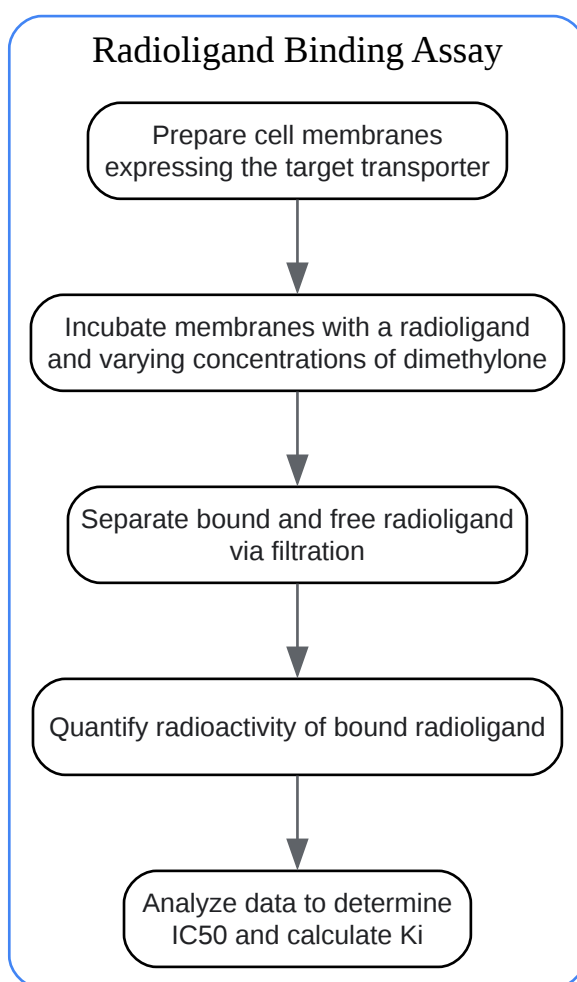 Radioligand Binding Assay
Prepare cell membranes
expressing the target transporter
Incubate membranes with a radioligand
and varying concentrations of dimethylone
Separate bound and free radioligand
via filtration
Quantify radioactivity of bound radioligand
Analyze data to determine
IC50 and calculate Ki